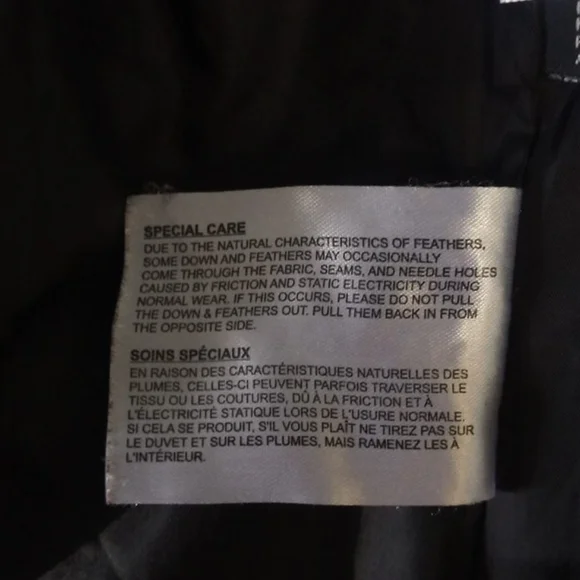 SPECIAL CARE
DUE TO THE NATURAL CHARACTERISTICS OF FEATHERS,
SOME DOWN AND FEATHERS MAY OCCASIONALLY
COME THROUGH THE FABRIC, SEAMS, AND NEEDLE HOLES
CAUSED BY FRICTION AND STATIC ELECTRICITY DURING
NORMAL WEAR. IF THIS OCCURS, PLEASE DO NOT PULL
THE DOWN & FEATHERS OUT. PULL THEM BACK IN FROM
THE OPPOSITE SIDE.
SOINS SPÉCIAUX
EN RAISON DES CARACTÉRISTIQUES NATURELLES DES
PLUMES, CELLES-CI PEUVENT PARFOIS TRAVERSER LE
TISSU OU LES COUTURES, DÛ À LA FRICTION ET À
L'ÉLECTRICITÉ STATIQUE LORS DE L'USURE NORMALE.
SI CELA SE PRODUIT, S'IL VOUS PLAÎT NE TIREZ PAS SUR
LE DUVET ET SUR LES PLUMES, MAIS RAMENEZ LES À
L'INTÉRIEUR.